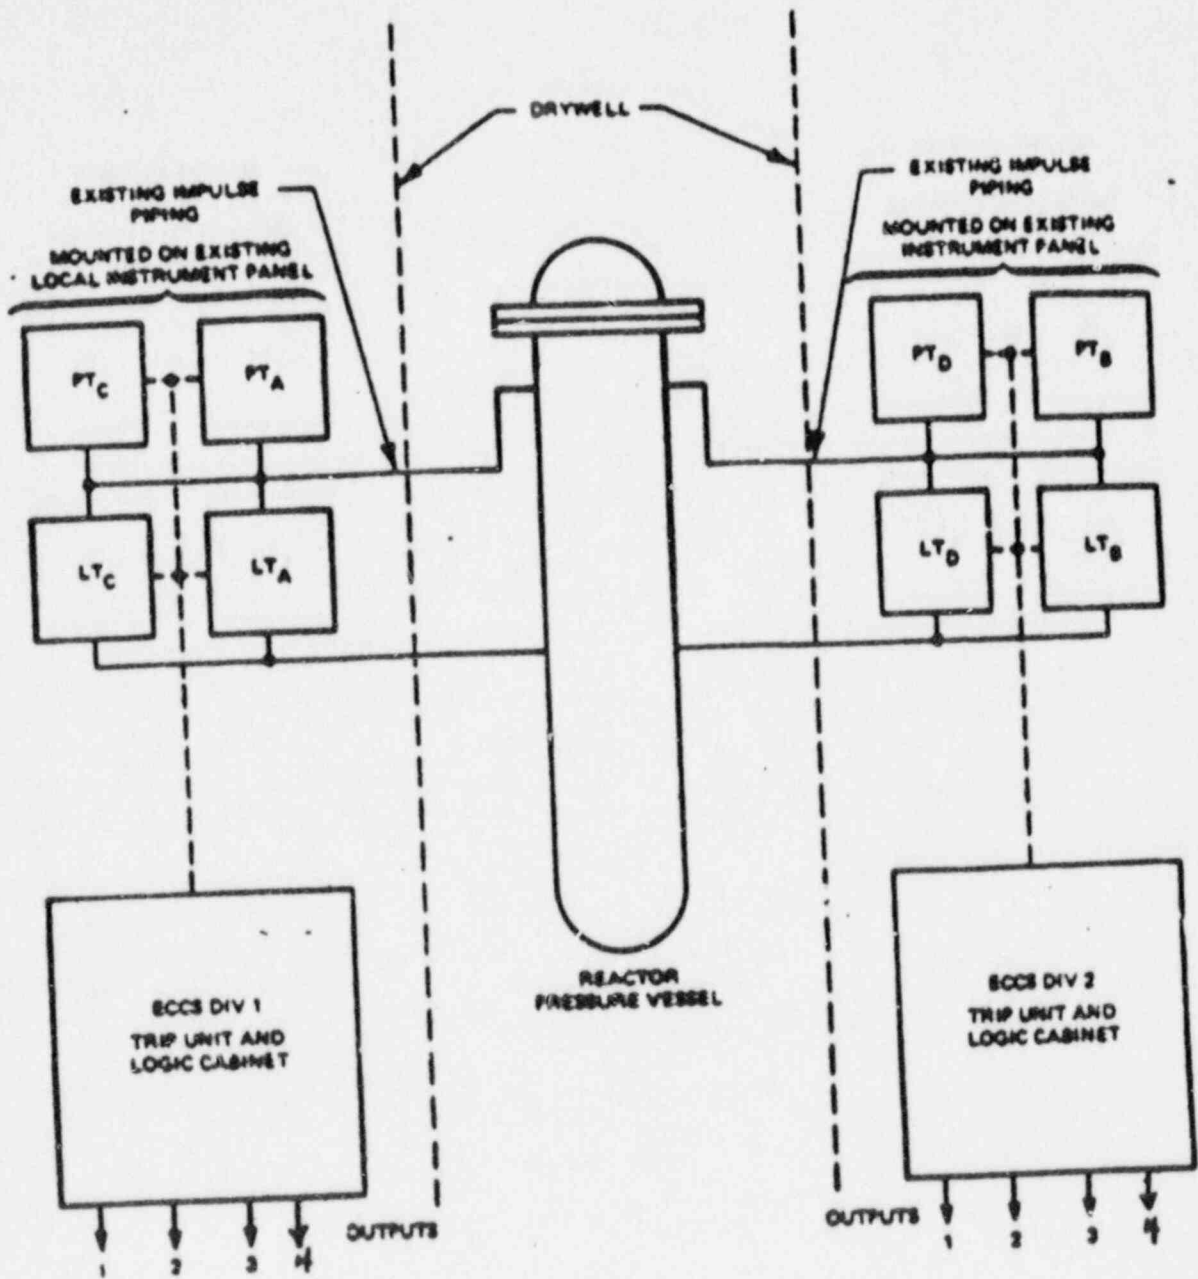 DRYWELL
EXISTING IMPULSE
PIPING
MOUNTED ON EXISTING
LOCAL INSTRUMENT PANEL
EXISTING IMPULSE
PIPING
MOUNTED ON EXISTING
INSTRUMENT PANEL
PTC
PTA
PTD
PTB
LTC
LTA
LTD
LTB
REACTOR
PRESSURE VESSEL
ECCS DIV 1
TRIP UNIT AND
LOGIC CABINET
ECCS DIV 2
TRIP UNIT AND
LOGIC CABINET
1 2 3 4 OUTPUTS
OUTPUTS 1 2 3 4